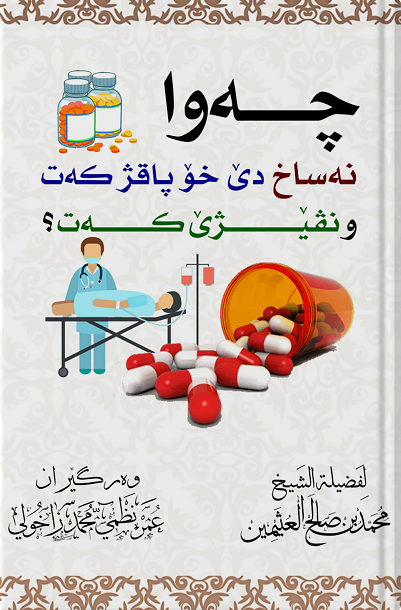 چەوا
نەساخ دێ خۆ پاقژ کەت
و نڤێژێ کەت؟
لفضيلة الشيخ
محمد بن صالح العثيمين
وەرگێران
عمر نظمي محمد زاخولي